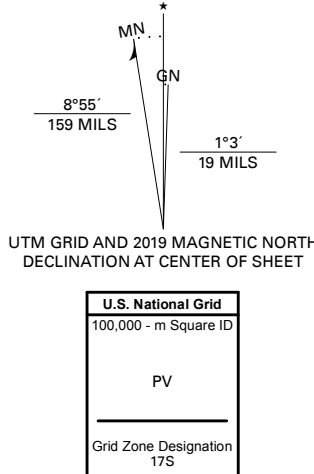 ★
MN
GN
8°55´
159 MILS
1°3´
19 MILS
UTM GRID AND 2019 MAGNETIC NORTH
DECLINATION AT CENTER OF SHEET
U.S. National Grid
100,000 - m Square ID
PV
Grid Zone Designation
17S